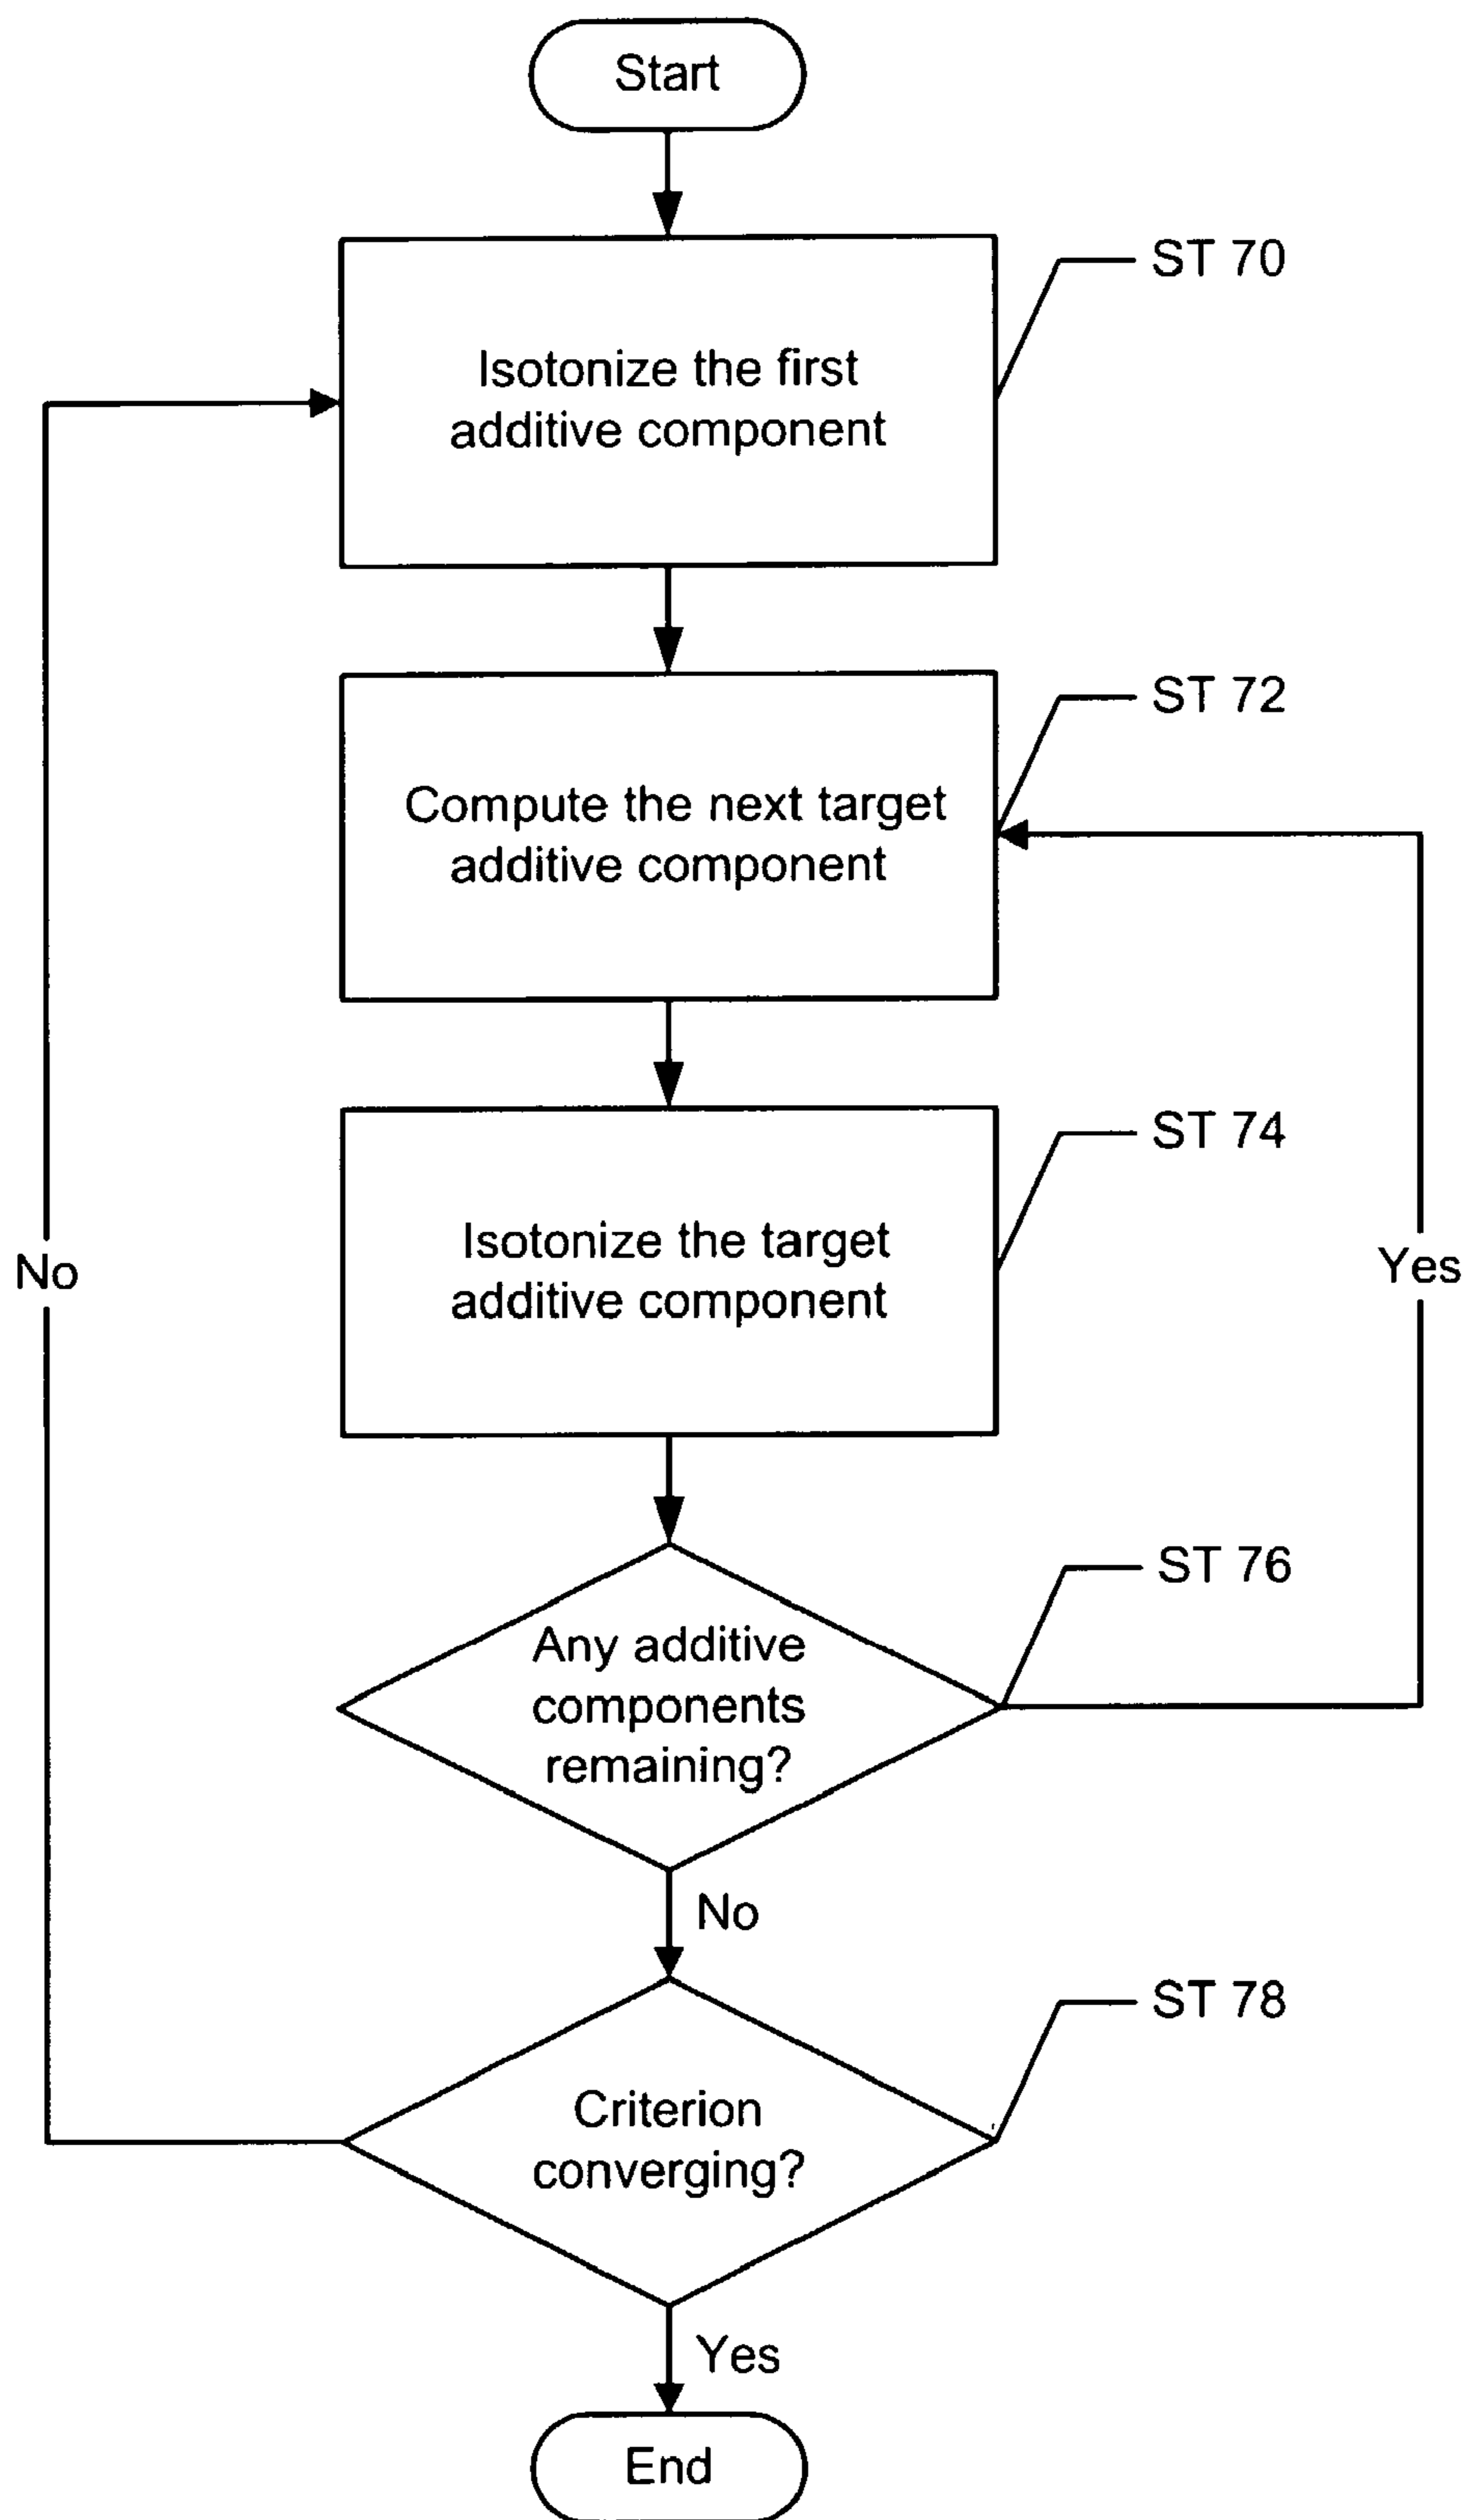 Start
ST 70
Isotonize the first
additive component
ST 72
Compute the next target
additive component
ST 74
Isotonize the target
additive component
No
Yes
ST 76
Any additive
components
remaining?
No
ST 78
Criterion
converging?
Yes
End